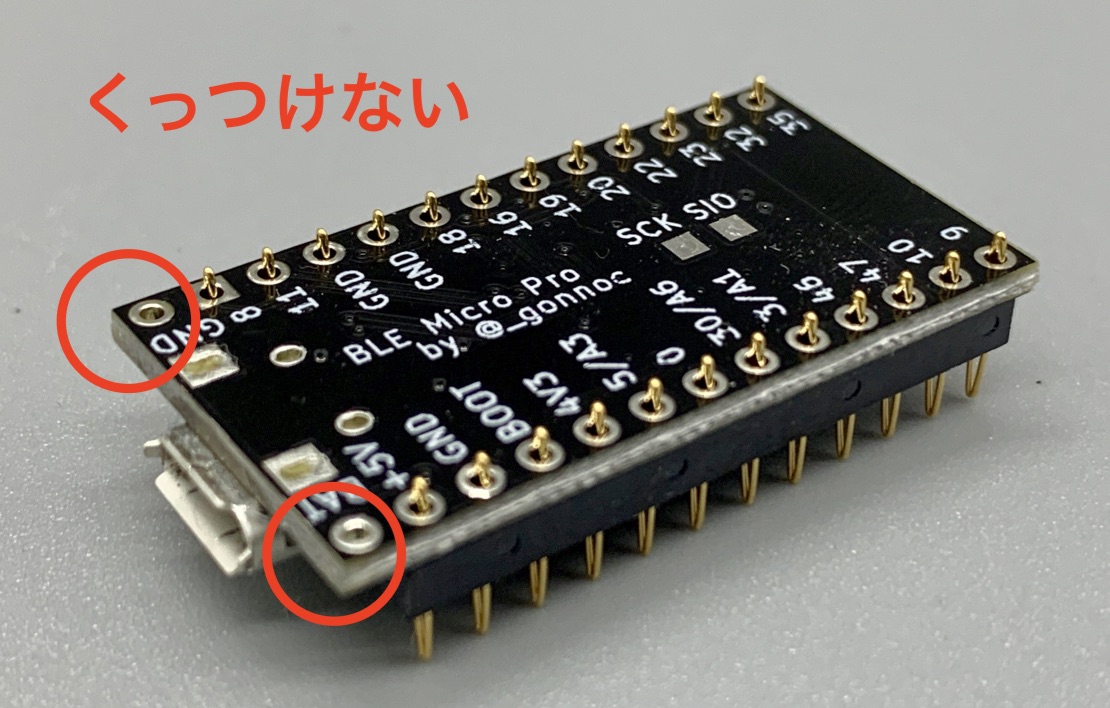 くっつけない
35
32
23
22
20
19
16
18
GND
GND
11
8
GND
SCK SIO
BLE Micro Pro
by. @_gonnoc
9
10
47
45
3/A1
30/A6
0
5/A3
4V3
BOOT
GND
+5V
BAT